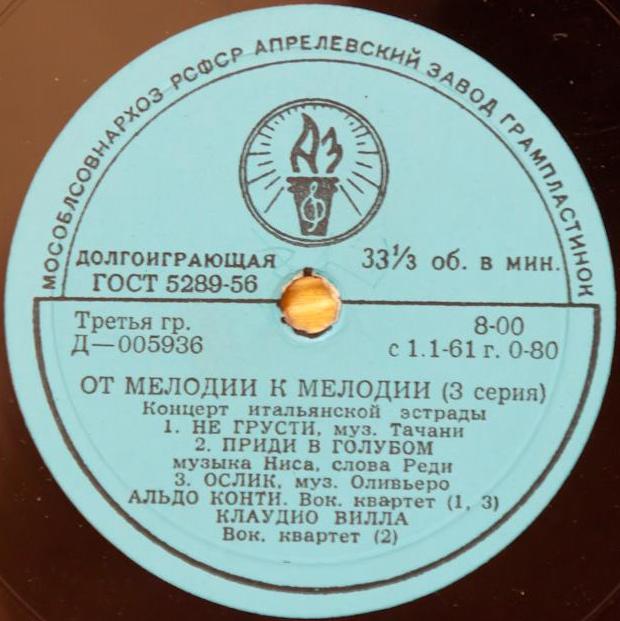 МОСОБЛСОВНАРХОЗ РСФСР АПРЕЛЕВСКИЙ ЗАВОД ГРАМПЛАСТИНОК
АЗ
ДОЛГОИГРАЮЩАЯ 33⅓ об. в мин.
ГОСТ 5289-56
Третья гр. 8-00
Д—005936 с 1.1-61 г. 0-80
ОТ МЕЛОДИИ К МЕЛОДИИ (3 серия)
Концерт итальянской эстрады
1. НЕ ГРУСТИ, муз. Тачани
2. ПРИДИ В ГОЛУБОМ
музыка Ниса, слова Реди
3. ОСЛИК, муз. Оливьеро
АЛЬДО КОНТИ. Вок. квартет (1, 3)
КЛАУДИО ВИЛЛА
Вок. квартет (2)